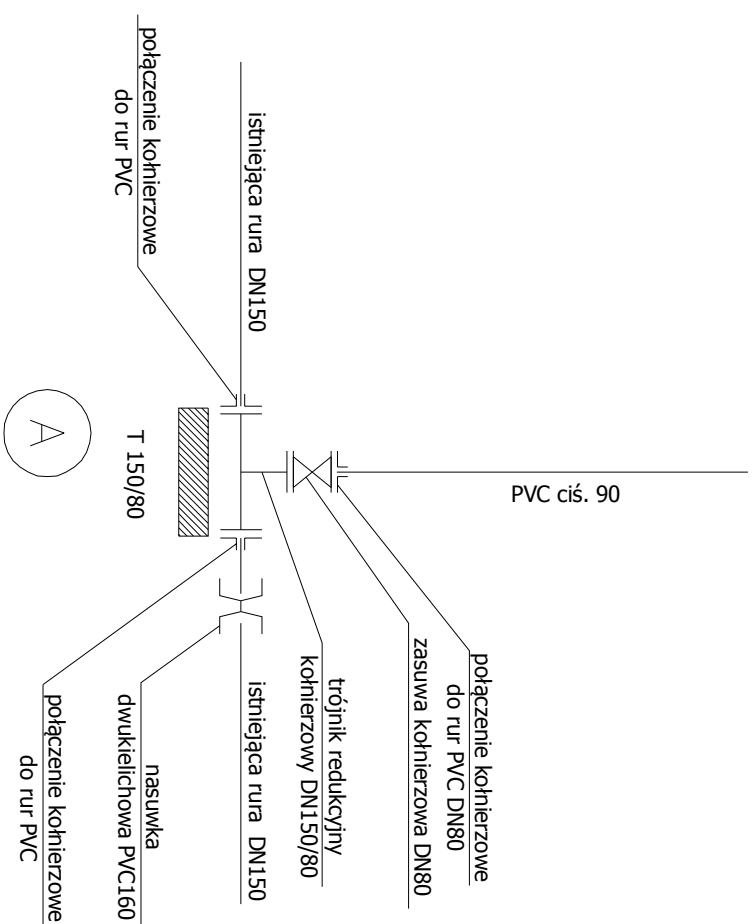 połączenie kołnierzowe
do rur PVC
istniejąca rura DN150
A
T 150/80
PVC ciś. 90
połączenie kołnierzowe
do rur PVC DN80
zasuwa kołnierzowa DN80
trójnik redukcyjny
kołnierzowy DN150/80
istniejąca rura DN150
nasuwka
dwukielichowa PVC160
połączenie kołnierzowe
do rur PVC